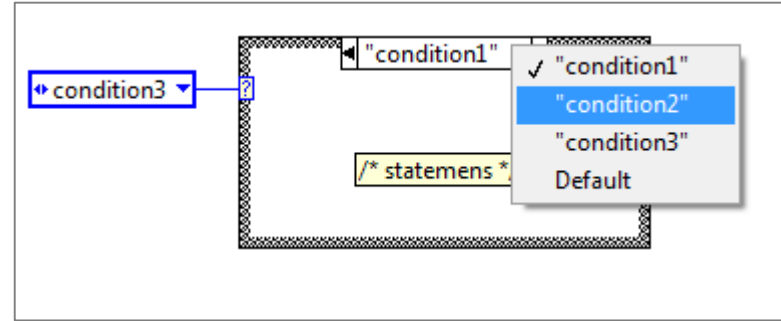 "condition1"
condition3
?
/* statemens *
"condition1"
"condition2"
"condition3"
Default